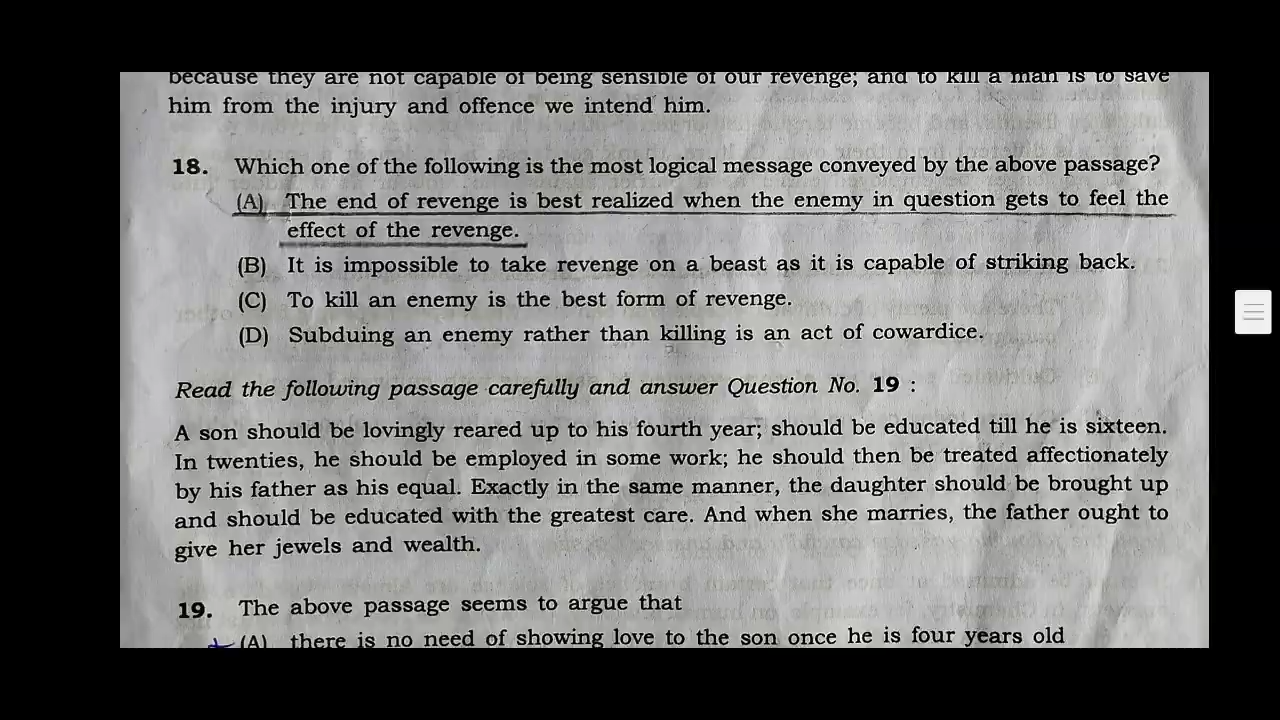 because they are not capable of being sensible of our revenge; and to kill a man is to save
him from the injury and offence we intend him.
18. Which one of the following is the most logical message conveyed by the above passage?
(A) The end of revenge is best realized when the enemy in question gets to feel the
effect of the revenge.
(B) It is impossible to take revenge on a beast as it is capable of striking back.
(C) To kill an enemy is the best form of revenge.
(D) Subduing an enemy rather than killing is an act of cowardice.
Read the following passage carefully and answer Question No. 19 :
A son should be lovingly reared up to his fourth year; should be educated till he is sixteen.
In twenties, he should be employed in some work; he should then be treated affectionately
by his father as his equal. Exactly in the same manner, the daughter should be brought up
and should be educated with the greatest care. And when she marries, the father ought to
give her jewels and wealth.
19. The above passage seems to argue that
(A) there is no need of showing love to the son once he is four years old